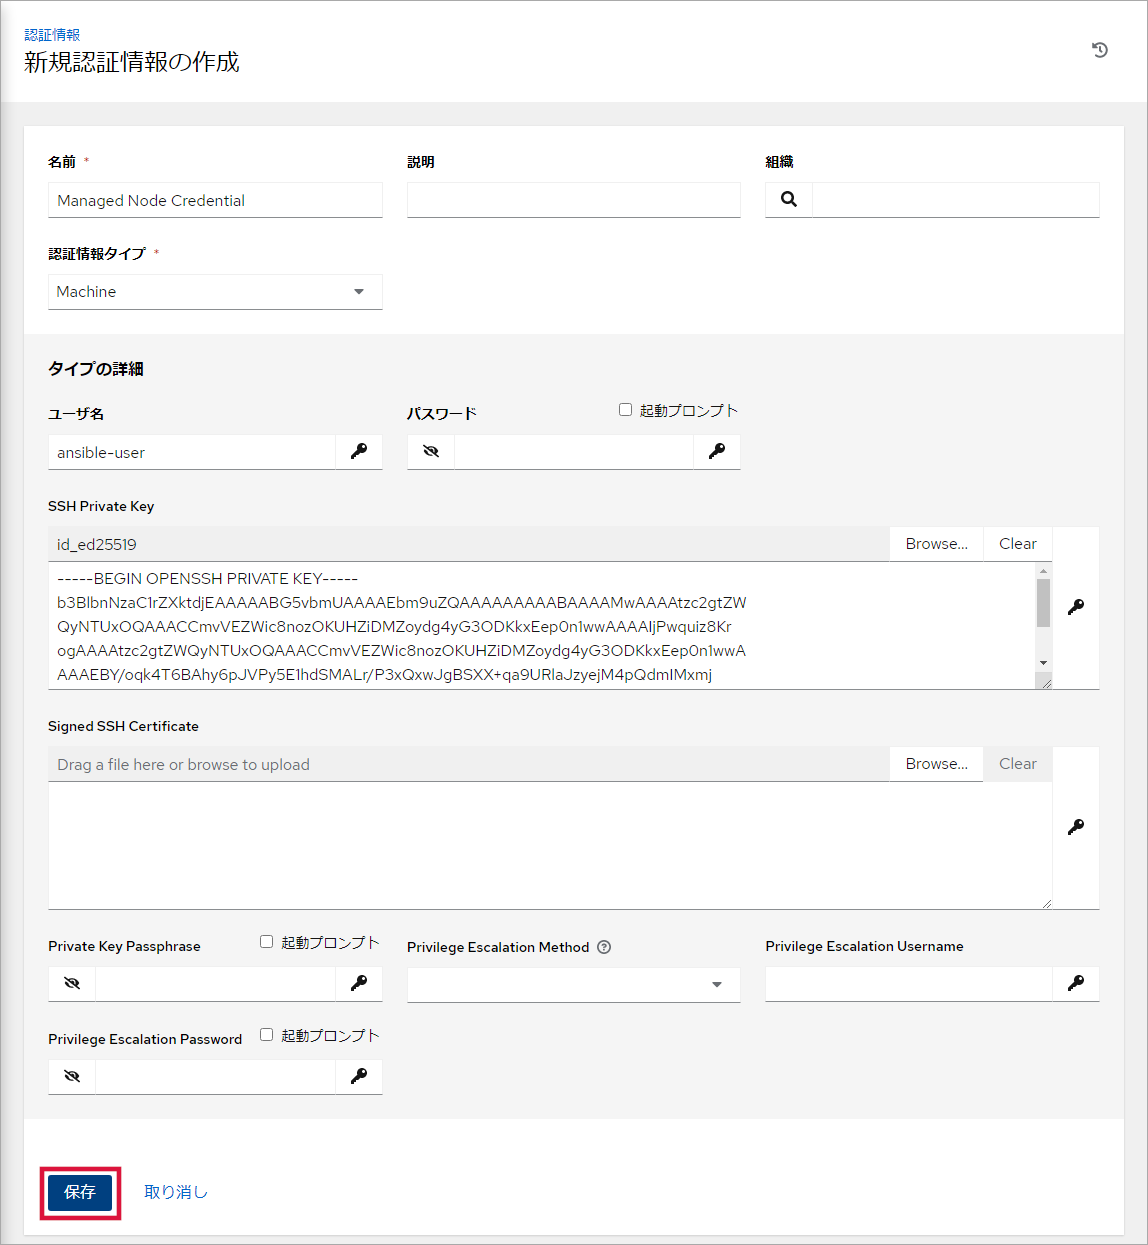 認証情報
新規認証情報の作成
名前 *
説明
組織
Managed Node Credential
認証情報タイプ *
Machine
タイプの詳細
ユーザ名
パスワード
起動プロンプト
ansible-user
SSH Private Key
id_ed25519
Browse...
Clear
-----BEGIN OPENSSH PRIVATE KEY-----
b3BlbnNzaC1rZXktdjEAAAAABG5vbmUAAAAEbm9uZQAAAAAAAAABAAAAMwAAAAtzc2gtZW
QyNTUxOQAAACCmvVEZWic8nozOKUHZiDMZoydg4yG3ODKkxEep0n1wwAAAAIjPwquiz8Kr
ogAAAAtzc2gtZWQyNTUxOQAAACCmvVEZWic8nozOKUHZiDMZoydg4yG3ODKkxEep0n1wwA
AAAEBY/oqk4T6BAhy6pJVPy5E1hdSMALr/P3xQxwJgBSXX+qa9URlaJzyejM4pQdmIMxmj
Signed SSH Certificate
Drag a file here or browse to upload
Browse...
Clear
Private Key Passphrase
起動プロンプト
Privilege Escalation Method
Privilege Escalation Username
Privilege Escalation Password
起動プロンプト
保存
取り消し